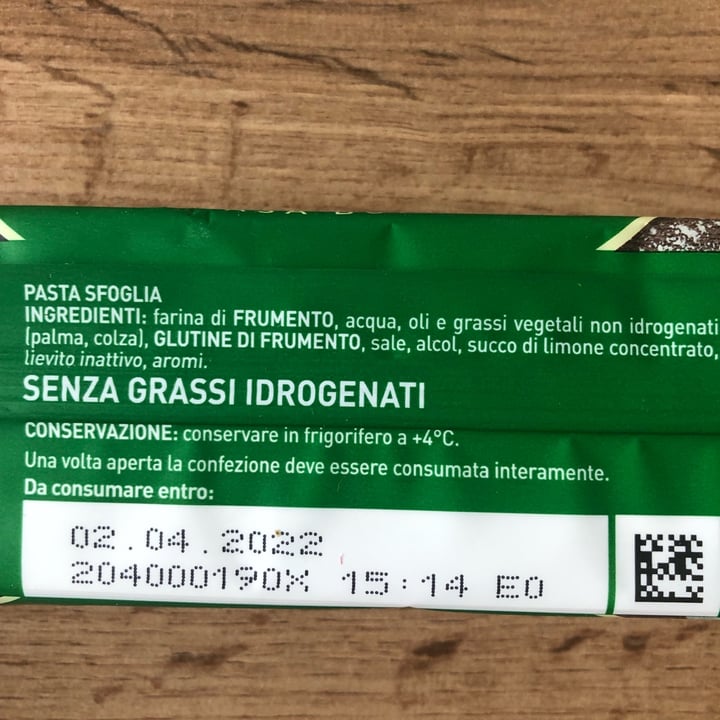 PASTA SFOGLIA
INGREDIENTI: farina di FRUMENTO, acqua, oli e grassi vegetali non idrogenati
(palma, colza), GLUTINE DI FRUMENTO, sale, alcol, succo di limone concentrato,
lievito inattivo, aromi.
SENZA GRASSI IDROGENATI
CONSERVAZIONE: conservare in frigorifero a +4°C.
Una volta aperta la confezione deve essere consumata interamente.
Da consumare entro:
02.04.2022
204000190X 15:14 E0